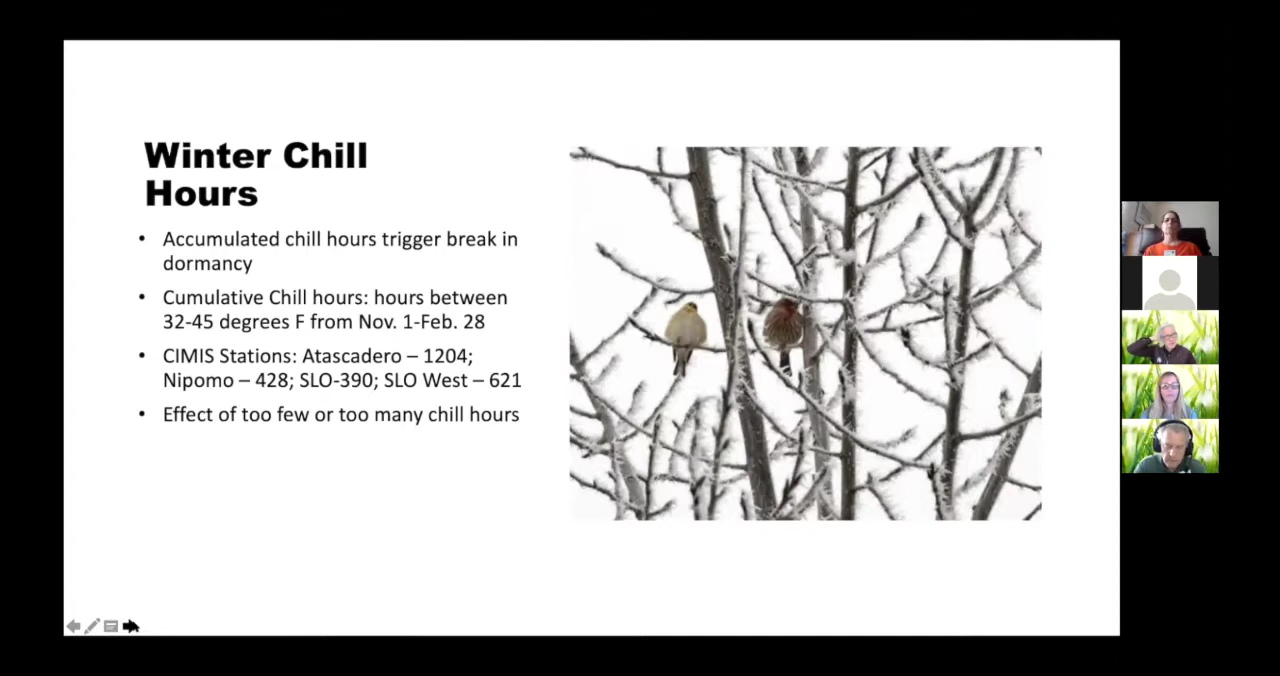 Winter Chill
Hours
• Accumulated chill hours trigger break in
dormancy
• Cumulative Chill hours: hours between
32-45 degrees F from Nov. 1-Feb. 28
• CIMIS Stations: Atascadero – 1204;
Nipomo – 428; SLO-390; SLO West – 621
• Effect of too few or too many chill hours